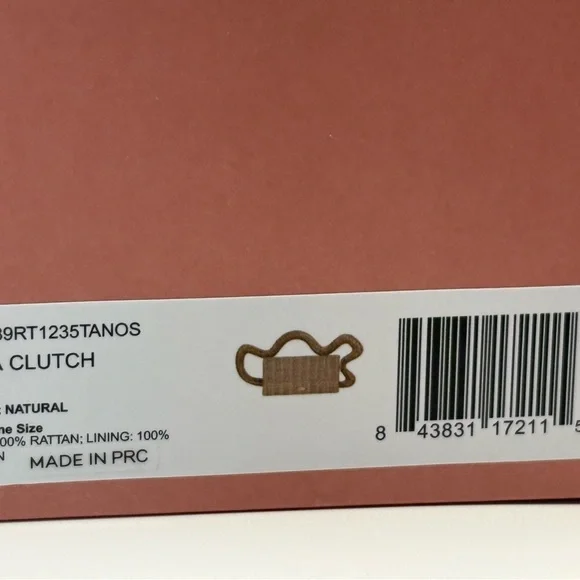 39RT1235TANOS
A CLUTCH
: NATURAL
ne Size
00% RATTAN; LINING: 100%
N
MADE IN PRC
8 43831 17211 5